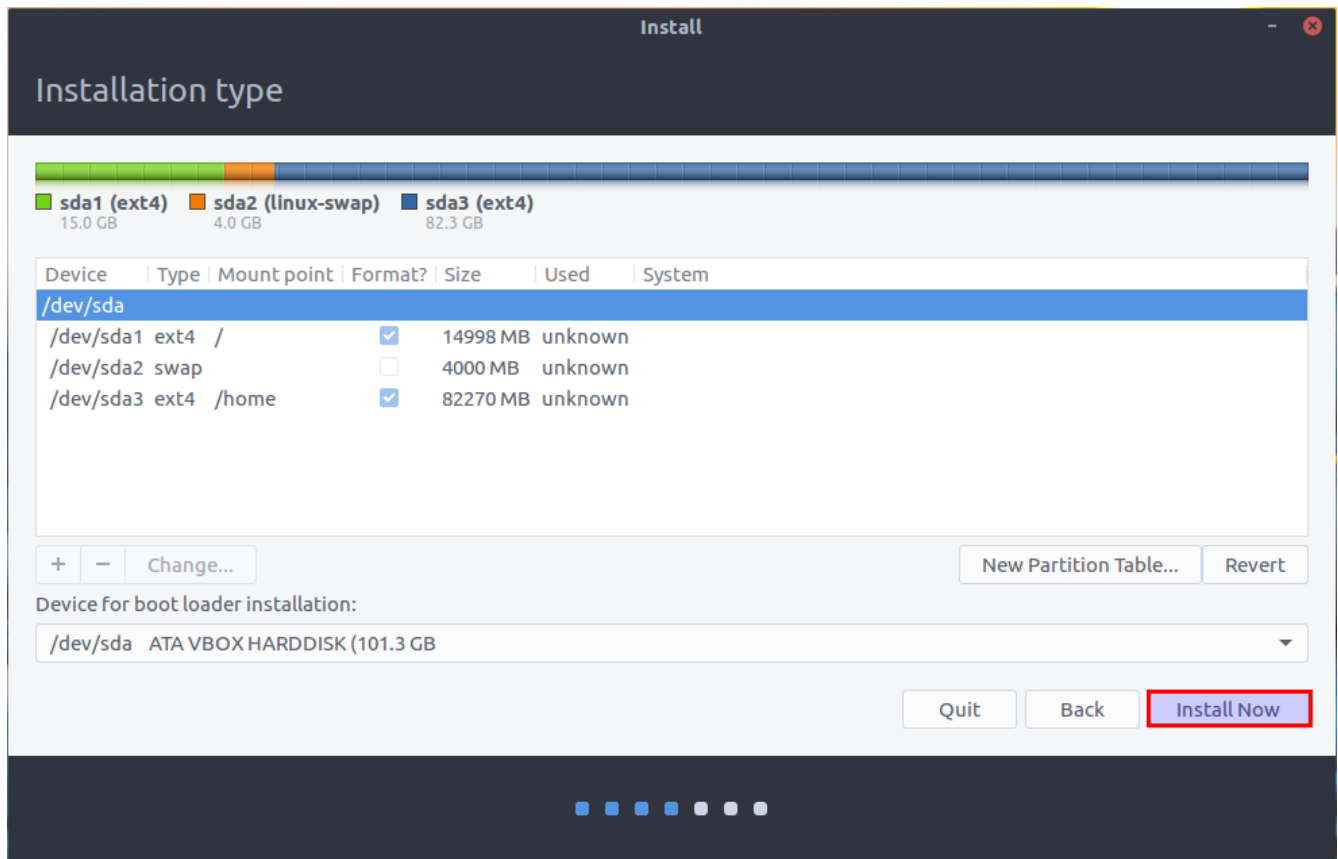 Install
Installation type
sda1 (ext4) sda2 (linux-swap) sda3 (ext4)
15.0 GB 4.0 GB 82.3 GB
Device Type Mount point Format? Size Used System
/dev/sda
/dev/sda1 ext4 / 14998 MB unknown
/dev/sda2 swap 4000 MB unknown
/dev/sda3 ext4 /home 82270 MB unknown
+ − Change... New Partition Table... Revert
Device for boot loader installation:
/dev/sda ATA VBOX HARDDISK (101.3 GB
Quit Back Install Now